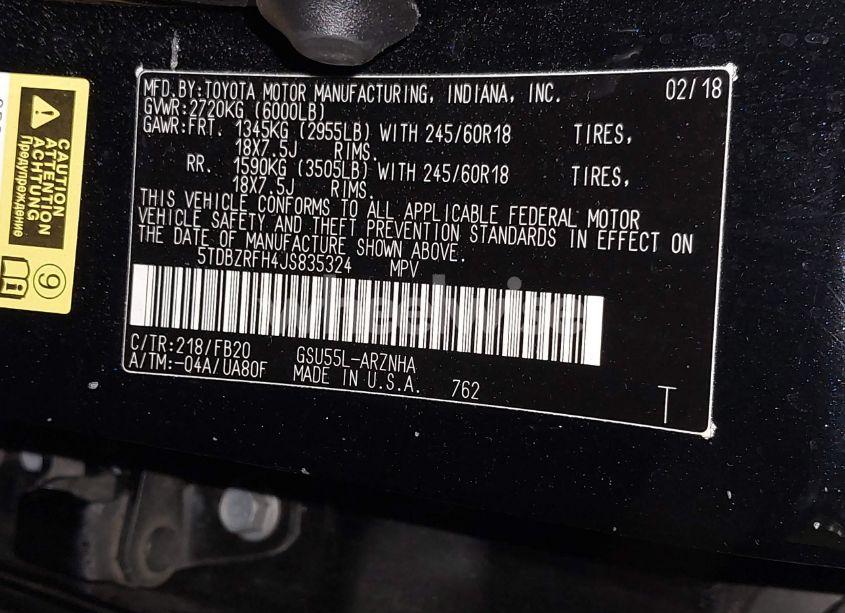 MFD.BY:TOYOTA MOTOR MANUFACTURING, INDIANA, INC. 02/18
GVWR:2720KG (6000LB)
GAWR:FRT. 1345KG (2955LB) WITH 245/60R18 TIRES,
18X7.5J RIMS.
RR. 1590KG (3505LB) WITH 245/60R18 TIRES,
18X7.5J RIMS.
THIS VEHICLE CONFORMS TO ALL APPLICABLE FEDERAL MOTOR
VEHICLE SAFETY AND THEFT PREVENTION STANDARDS IN EFFECT ON
THE DATE OF MANUFACTURE SHOWN ABOVE.
5TDBZRFH4JS835324 MPV
C/TR:218/FB20 GSU55L-ARZNHA
A/TM:-04A/UA80F MADE IN U.S.A. 762
T
CAUTION
ATTENTION
ACHTUNG
Предупреждение
9